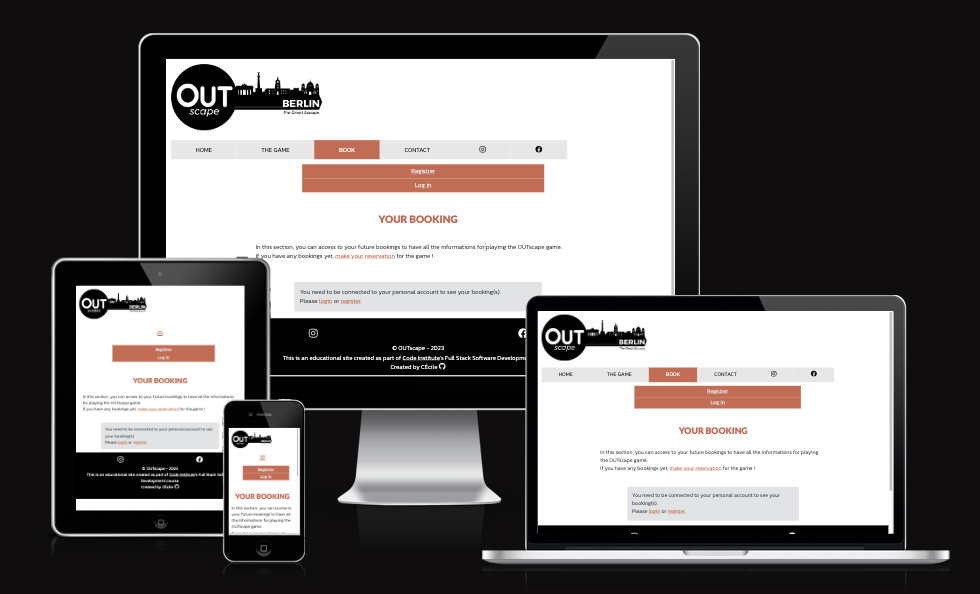 OUT
scape
BERLIN
The Great Escape
HOME THE GAME BOOK CONTACT
Registrer
Log in
YOUR BOOKING
In this section, you can access to your future bookings to have all the informations for playing the OUTscape game.
If you have any bookings yet, make your reservation for the game !
You need to be connected to your personal account to see your booking(s).
Please login or register.
© OUTscape - 2023
This is an educational site created as part of Code Institute's Full Stack Software Developm
Created by CÉcile
OUT
scape
BERLIN
Registrer
Log in
YOUR BOOKING
In this section, you can access to your future bookings to have all the informations
for playing the OUTscape game.
If you have any bookings yet, make your reservation for the game !
You need to be connected to your personal account to see
your booking(s).
Please login or register.
© OUTscape - 2023
This is an educational site created as part of Code Institute's Full Stack Sof
Development course
Created by CÉcile
OUT
BERLIN
Registrer
Log in
YOUR BOOKING
In this section, you can access to
your future bookings to have all
the informations for playing the
OUTscape game.
OUT
scape
BERLIN
The Great Escape
HOME THE GAME BOOK CONTACT
Registrer
Log in
YOUR BOOKING
In this section, you can access to your future bookings to have all the informations for playing
the OUTscape game.
If you have any bookings yet, make your reservation for the game !
You need to be connected to your personal account to see your
booking(s).
Please login or register.